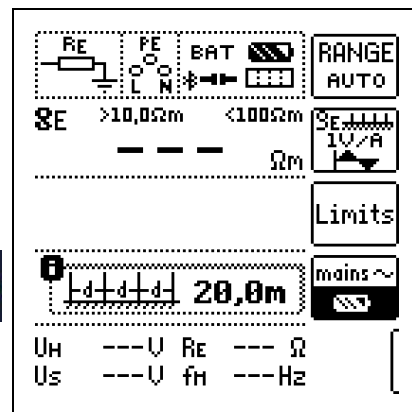 RE PE BAT RANGE
L N AUTO
ρE >10,0Ωm <100Ωm ρE
1V/A
--- Ωm
Limits
mains~
d d d 20,0m
UH ---V RE --- Ω
US ---V fM ---Hz